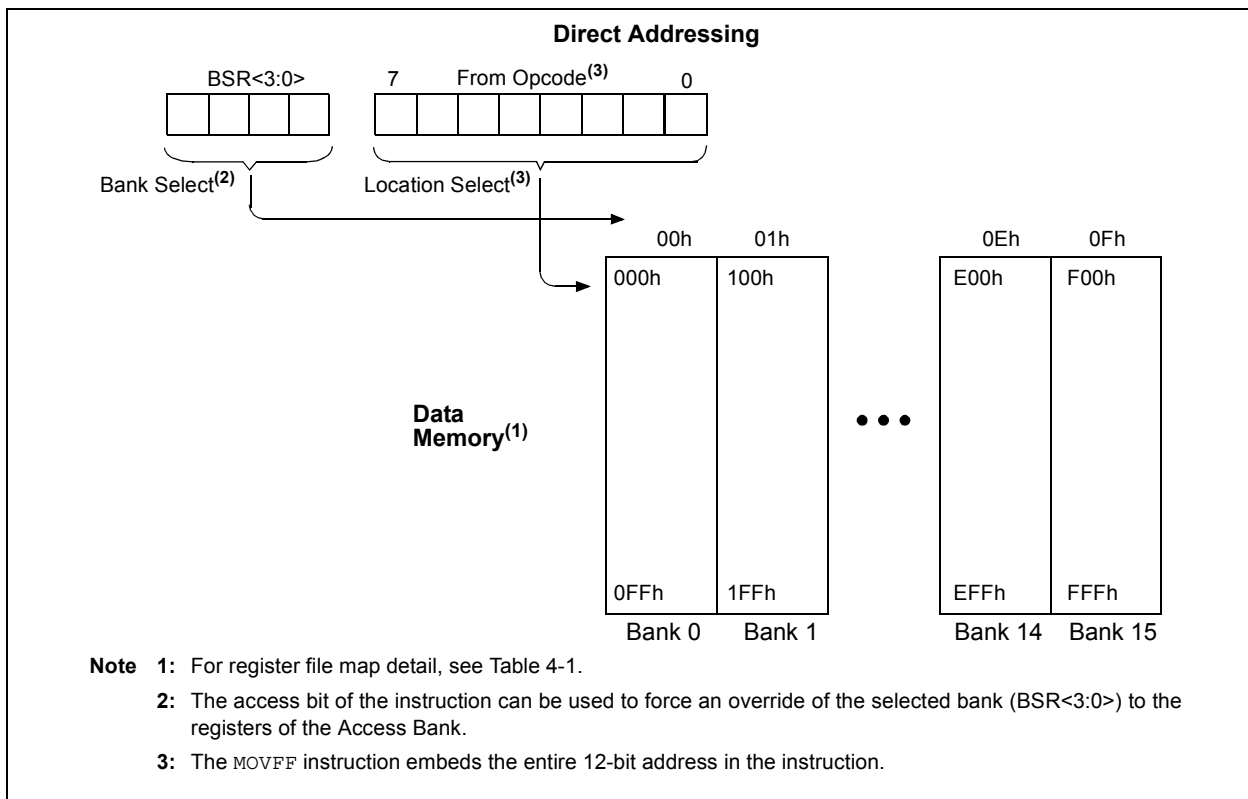 Direct Addressing
BSR<3:0>
7 From Opcode(3) 0
Bank Select(2)
Location Select(3)
00h 01h 0Eh 0Fh
000h 100h E00h F00h
Data
Memory(1)
0FFh 1FFh EFFh FFFh
Bank 0 Bank 1 Bank 14 Bank 15
Note 1: For register file map detail, see Table 4-1.
2: The access bit of the instruction can be used to force an override of the selected bank (BSR<3:0>) to the
registers of the Access Bank.
3: The MOVFF instruction embeds the entire 12-bit address in the instruction.